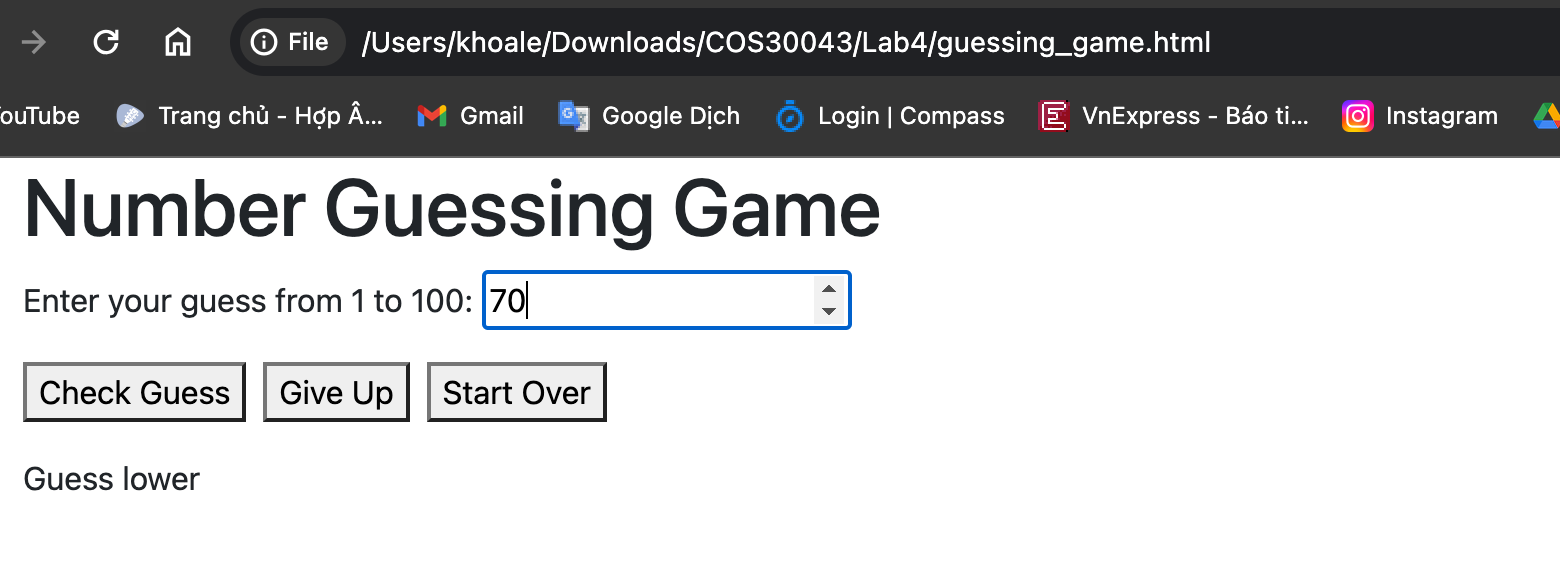 File /Users/khoale/Downloads/COS30043/Lab4/guessing_game.html
ouTube Trang chủ - Hợp Â... Gmail Google Dịch Login | Compass VnExpress - Báo ti... Instagram
Number Guessing Game
Enter your guess from 1 to 100: 70
Check Guess Give Up Start Over
Guess lower